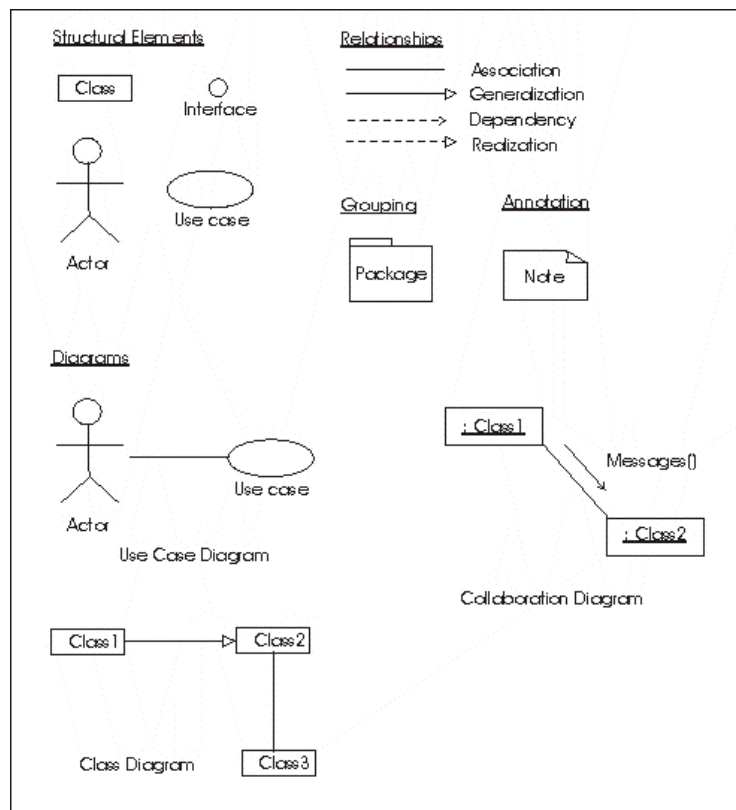 Structural Elements
Class
Interface
Actor
Use case
Relationships
Association
Generalization
Dependency
Realization
Grouping
Package
Annotation
Note
Diagrams
Actor
Use case
Use Case Diagram
: Class1
Messages()
: Class2
Collaboration Diagram
Class1
Class2
Class3
Class Diagram